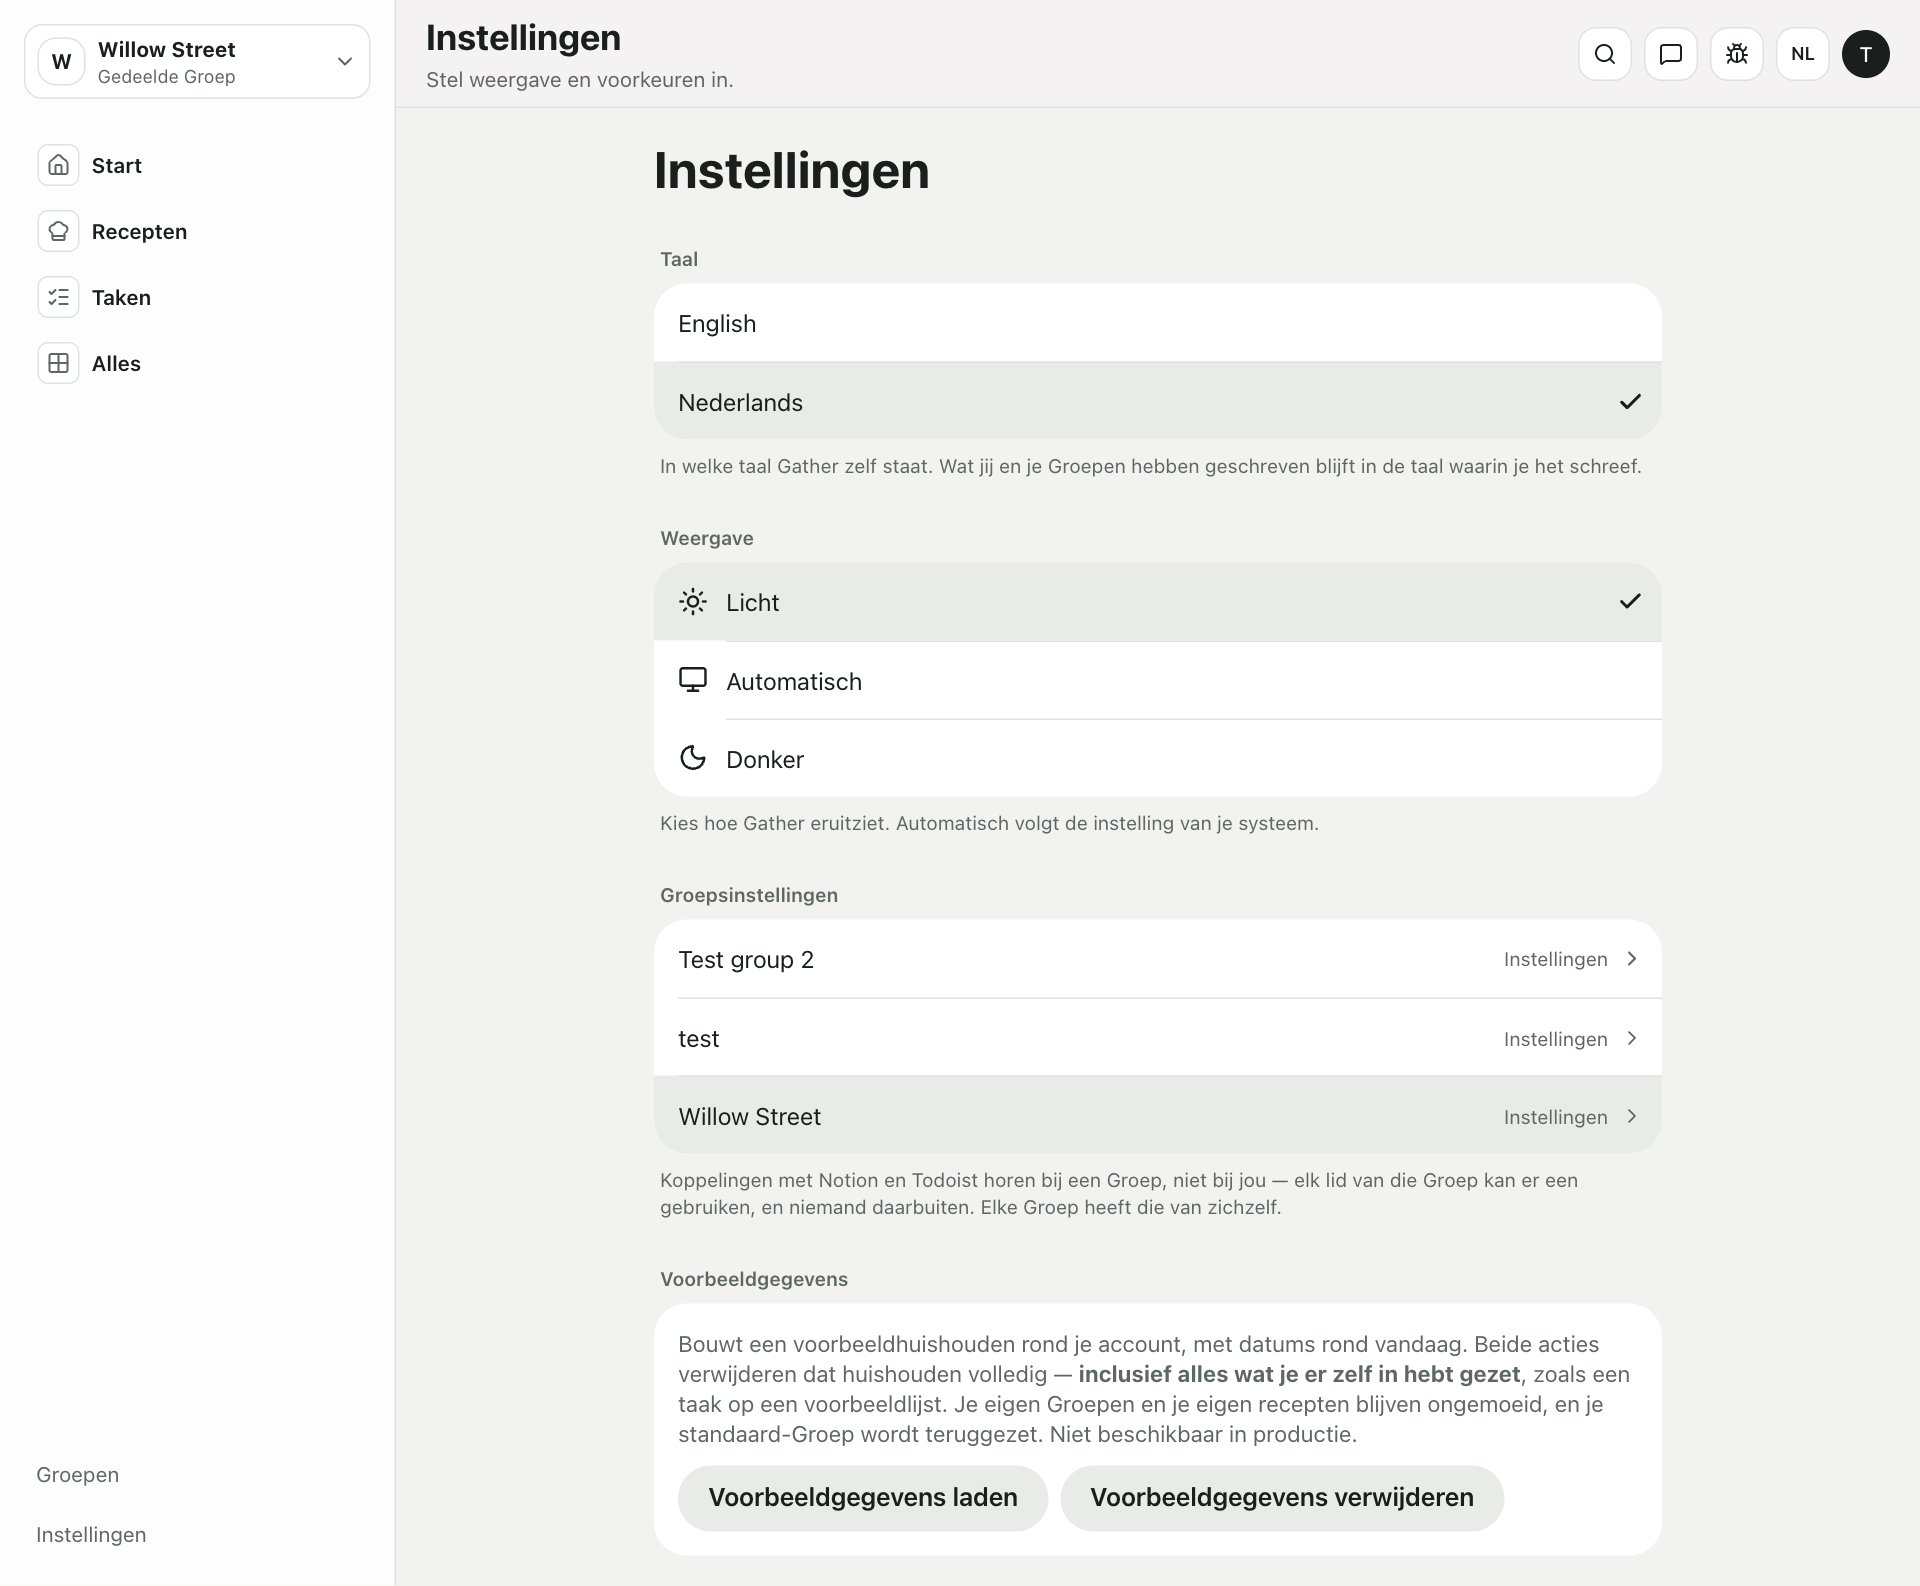 W
Willow Street
Gedeelde Groep
Start
Recepten
Taken
Alles
Groepen
Instellingen
Instellingen
Stel weergave en voorkeuren in.
NL
T
Instellingen
Taal
English
Nederlands
In welke taal Gather zelf staat. Wat jij en je Groepen hebben geschreven blijft in de taal waarin je het schreef.
Weergave
Licht
Automatisch
Donker
Kies hoe Gather eruitziet. Automatisch volgt de instelling van je systeem.
Groepsinstellingen
Test group 2 Instellingen
test Instellingen
Willow Street Instellingen
Koppelingen met Notion en Todoist horen bij een Groep, niet bij jou — elk lid van die Groep kan er een
gebruiken, en niemand daarbuiten. Elke Groep heeft die van zichzelf.
Voorbeeldgegevens
Bouwt een voorbeeldhuishouden rond je account, met datums rond vandaag. Beide acties
verwijderen dat huishouden volledig — inclusief alles wat je er zelf in hebt gezet, zoals een
taak op een voorbeeldlijst. Je eigen Groepen en je eigen recepten blijven ongemoeid, en je
standaard-Groep wordt teruggezet. Niet beschikbaar in productie.
Voorbeeldgegevens laden Voorbeeldgegevens verwijderen